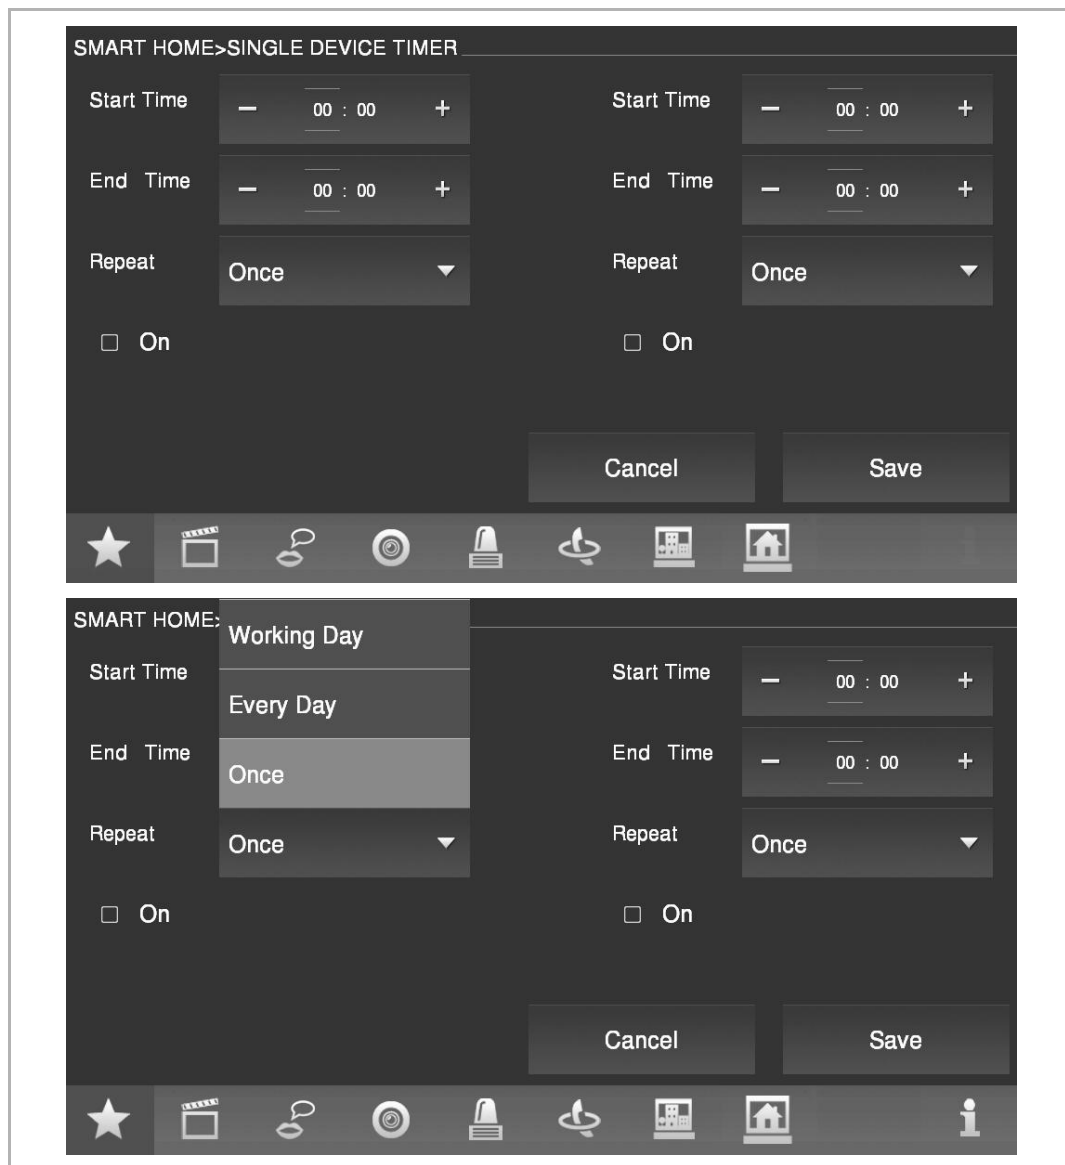 SMART HOME>SINGLE DEVICE TIMER
Start Time − 00 : 00 + Start Time − 00 : 00 +
End Time − 00 : 00 + End Time − 00 : 00 +
Repeat Once Repeat Once
On On
Cancel Save
SMART HOME>
Working Day
Start Time Start Time − 00 : 00 +
Every Day
End Time End Time − 00 : 00 +
Once
Repeat Once Repeat Once
On On
Cancel Save